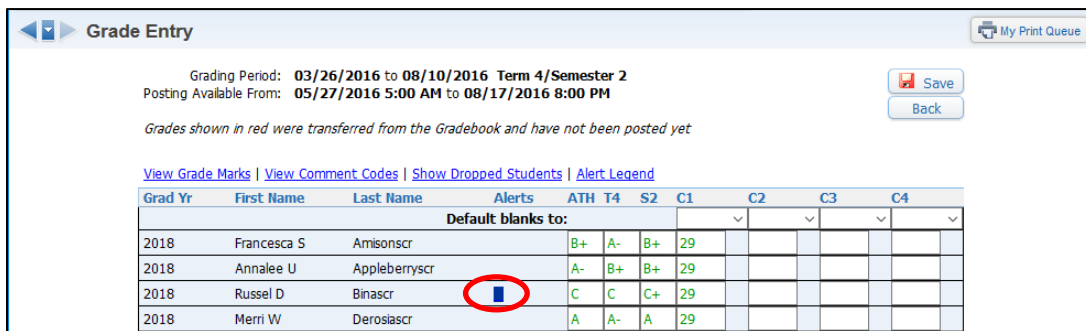 Grade Entry
My Print Queue
Grading Period: 03/26/2016 to 08/10/2016 Term 4/Semester 2
Posting Available From: 05/27/2016 5:00 AM to 08/17/2016 8:00 PM
Save
Back
Grades shown in red were transferred from the Gradebook and have not been posted yet
View Grade Marks | View Comment Codes | Show Dropped Students | Alert Legend
Grad Yr First Name Last Name Alerts ATH T4 S2 C1 C2 C3 C4
Default blanks to:
2018 Francesca S Amisonscr B+ A- B+ 29
2018 Annalee U Appleberryscr A- B+ B+ 29
2018 Russel D Binascr C C C+ 29
2018 Merri W Derosiascr A A- A 29